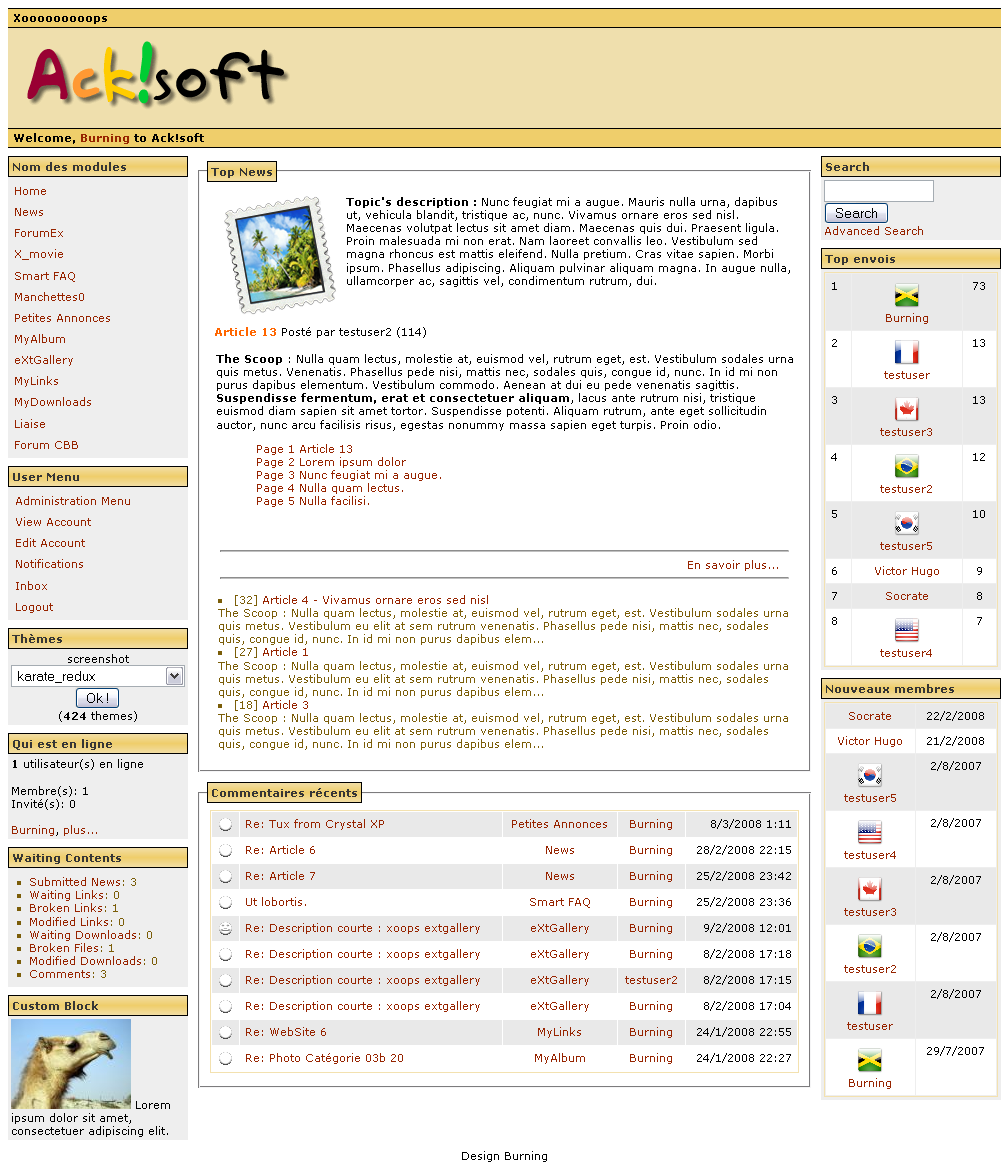 Xoooooooooops
Ack!soft
Welcome, Burning to Ack!soft
Nom des modules
Home
News
ForumEx
X_movie
Smart FAQ
Manchettes0
Petites Annonces
MyAlbum
eXtGallery
MyLinks
MyDownloads
Liaise
Forum CBB
User Menu
Administration Menu
View Account
Edit Account
Notifications
Inbox
Logout
Thèmes
screenshot
karate_redux
Ok !
(424 themes)
Qui est en ligne
1 utilisateur(s) en ligne
Membre(s): 1
Invité(s): 0
Burning, plus...
Waiting Contents
Submitted News: 3
Waiting Links: 0
Broken Links: 1
Modified Links: 0
Waiting Downloads: 0
Broken Files: 1
Modified Downloads: 0
Comments: 3
Custom Block
Lorem
ipsum dolor sit amet,
consectetuer adipiscing elit.
Top News
Topic's description : Nunc feugiat mi a augue. Mauris nulla urna, dapibus
ut, vehicula blandit, tristique ac, nunc. Vivamus ornare eros sed nisl.
Maecenas volutpat lectus sit amet diam. Maecenas quis dui. Praesent ligula.
Proin malesuada mi non erat. Nam laoreet convallis leo. Vestibulum sed
magna rhoncus est mattis eleifend. Nulla pretium. Cras vitae sapien. Morbi
ipsum. Phasellus adipiscing. Aliquam pulvinar aliquam magna. In augue nulla,
ullamcorper ac, sagittis vel, condimentum rutrum, dui.
Article 13 Posté par testuser2 (114)
The Scoop : Nulla quam lectus, molestie at, euismod vel, rutrum eget, est. Vestibulum sodales urna
quis metus. Venenatis. Phasellus pede nisi, mattis nec, sodales quis, congue id, nunc. In id mi non
purus dapibus elementum. Vestibulum commodo. Aenean at dui eu pede venenatis sagittis.
Suspendisse fermentum, erat et consectetuer aliquam, lacus ante rutrum nisi, tristique
euismod diam sapien sit amet tortor. Suspendisse potenti. Aliquam rutrum, ante eget sollicitudin
auctor, nunc arcu facilisis risus, egestas nonummy massa sapien eget turpis. Proin odio.
Page 1 Article 13
Page 2 Lorem ipsum dolor
Page 3 Nunc feugiat mi a augue.
Page 4 Nulla quam lectus.
Page 5 Nulla facilisi.
En savoir plus...
[32] Article 4 - Vivamus ornare eros sed nisl
The Scoop : Nulla quam lectus, molestie at, euismod vel, rutrum eget, est. Vestibulum sodales urna
quis metus. Vestibulum eu elit at sem rutrum venenatis. Phasellus pede nisi, mattis nec, sodales
quis, congue id, nunc. In id mi non purus dapibus elem...
[27] Article 1
The Scoop : Nulla quam lectus, molestie at, euismod vel, rutrum eget, est. Vestibulum sodales urna
quis metus. Vestibulum eu elit at sem rutrum venenatis. Phasellus pede nisi, mattis nec, sodales
quis, congue id, nunc. In id mi non purus dapibus elem...
[18] Article 3
The Scoop : Nulla quam lectus, molestie at, euismod vel, rutrum eget, est. Vestibulum sodales urna
quis metus. Vestibulum eu elit at sem rutrum venenatis. Phasellus pede nisi, mattis nec, sodales
quis, congue id, nunc. In id mi non purus dapibus elem...
Commentaires récents
Re: Tux from Crystal XP Petites Annonces Burning 8/3/2008 1:11
Re: Article 6 News Burning 28/2/2008 22:15
Re: Article 7 News Burning 25/2/2008 23:42
Ut lobortis. Smart FAQ Burning 25/2/2008 23:36
Re: Description courte : xoops extgallery eXtGallery Burning 9/2/2008 12:01
Re: Description courte : xoops extgallery eXtGallery Burning 8/2/2008 17:18
Re: Description courte : xoops extgallery eXtGallery testuser2 8/2/2008 17:15
Re: Description courte : xoops extgallery eXtGallery Burning 8/2/2008 17:04
Re: WebSite 6 MyLinks Burning 24/1/2008 22:55
Re: Photo Catégorie 03b 20 MyAlbum Burning 24/1/2008 22:27
Search
Search
Advanced Search
Top envois
1 Burning 73
2 testuser 13
3 testuser3 13
4 testuser2 12
5 testuser5 10
6 Victor Hugo 9
7 Socrate 8
8 testuser4 7
Nouveaux membres
Socrate 22/2/2008
Victor Hugo 21/2/2008
testuser5 2/8/2007
testuser4 2/8/2007
testuser3 2/8/2007
testuser2 2/8/2007
testuser 2/8/2007
Burning 29/7/2007
Design Burning